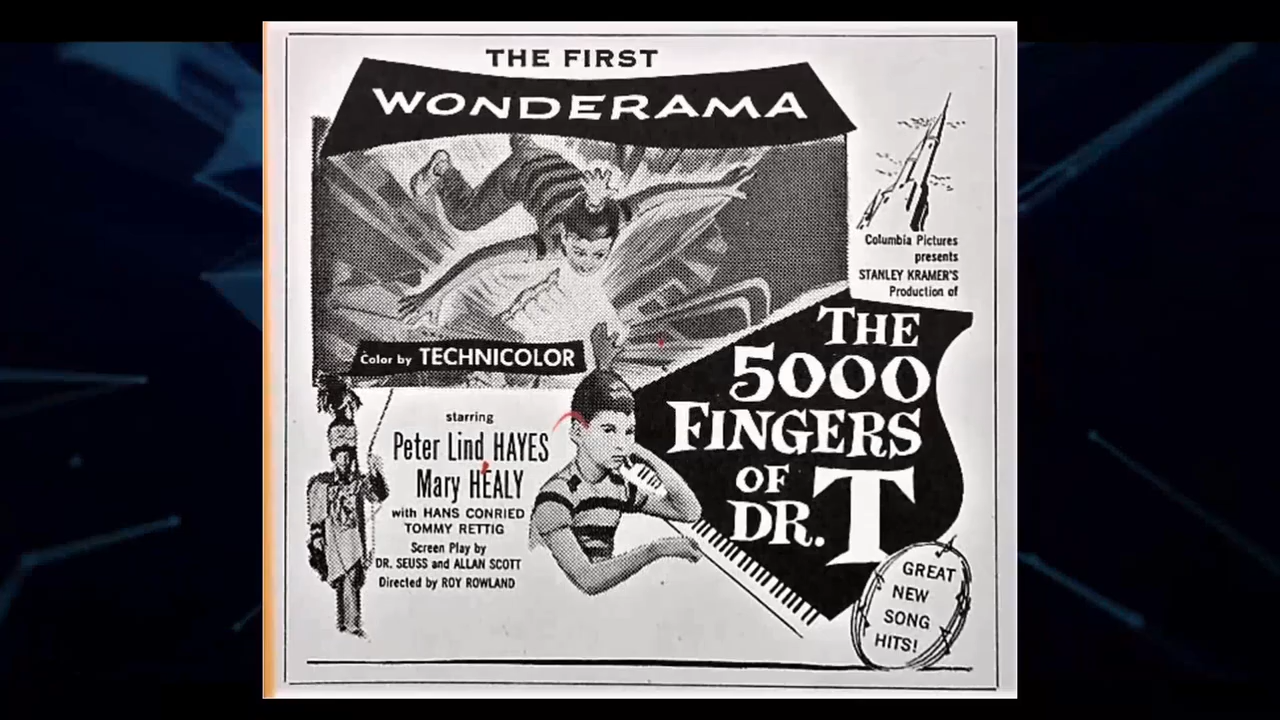 THE FIRST
WONDERAMA
Color by TECHNICOLOR
Columbia Pictures
presents
STANLEY KRAMER'S
Production of
THE
5000
FINGERS
OF
DR. T
starring
Peter Lind HAYES
Mary HEALY
with HANS CONRIED
TOMMY RETTIG
Screen Play by
DR. SEUSS and ALLAN SCOTT
Directed by ROY ROWLAND
GREAT
NEW
SONG
HITS!